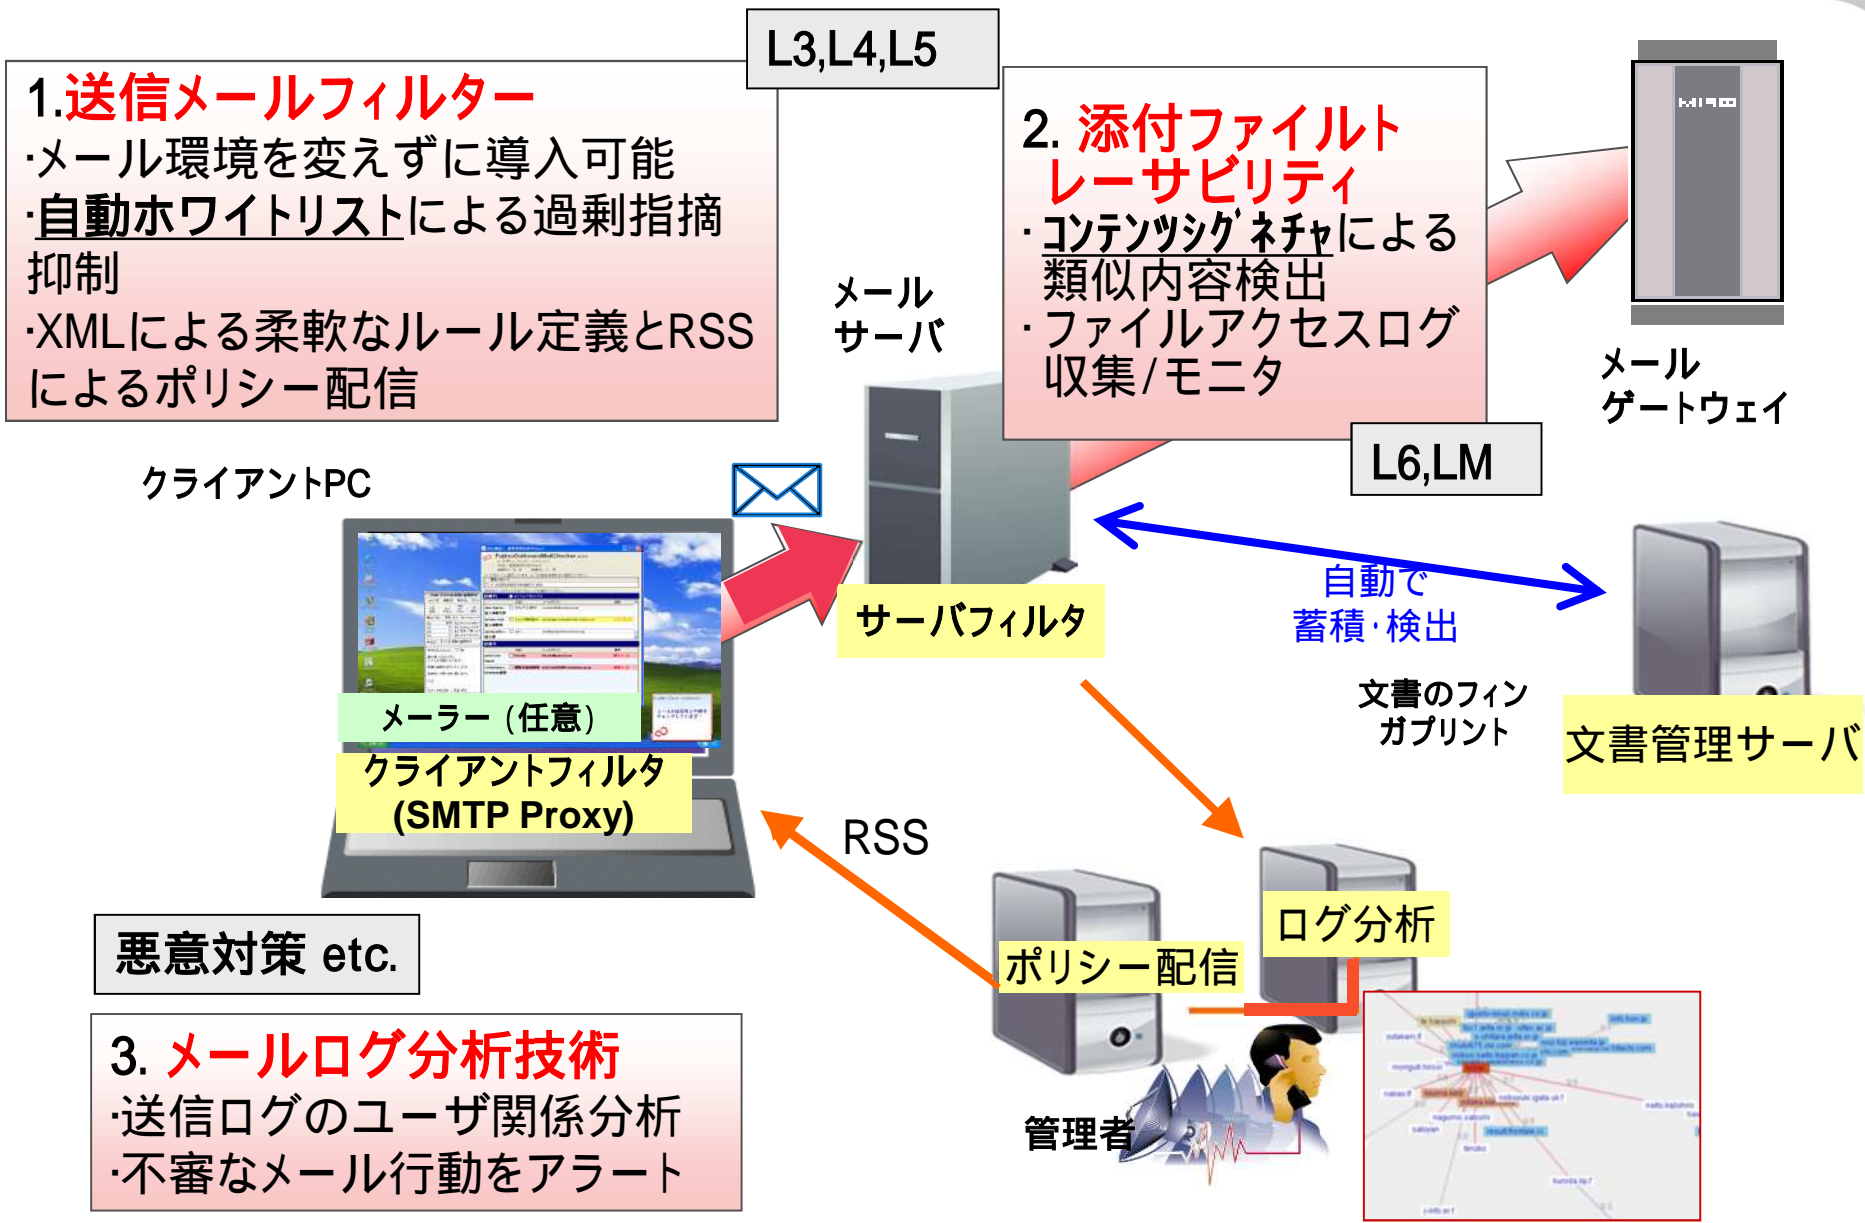 L3,L4,L5
1.送信メールフィルター
･メール環境を変えずに導入可能
･自動ホワイトリストによる過剰指摘
抑制
･XMLによる柔軟なルール定義とRSS
によるポリシー配信
2. 添付ファイルト
レーサビリティ
･コンテンツシグネチャによる
類似内容検出
･ファイルアクセスログ
収集/モニタ
L6,LM
メール
サーバ
メール
ゲートウェイ
クライアントPC
サーバフィルタ
自動で
蓄積･検出
文書のフィン
ガプリント
文書管理サーバ
メーラー(任意)
クライアントフィルタ
(SMTP Proxy)
RSS
ポリシー配信
ログ分析
管理者
悪意対策 etc.
3. メールログ分析技術
･送信ログのユーザ関係分析
･不審なメール行動をアラート